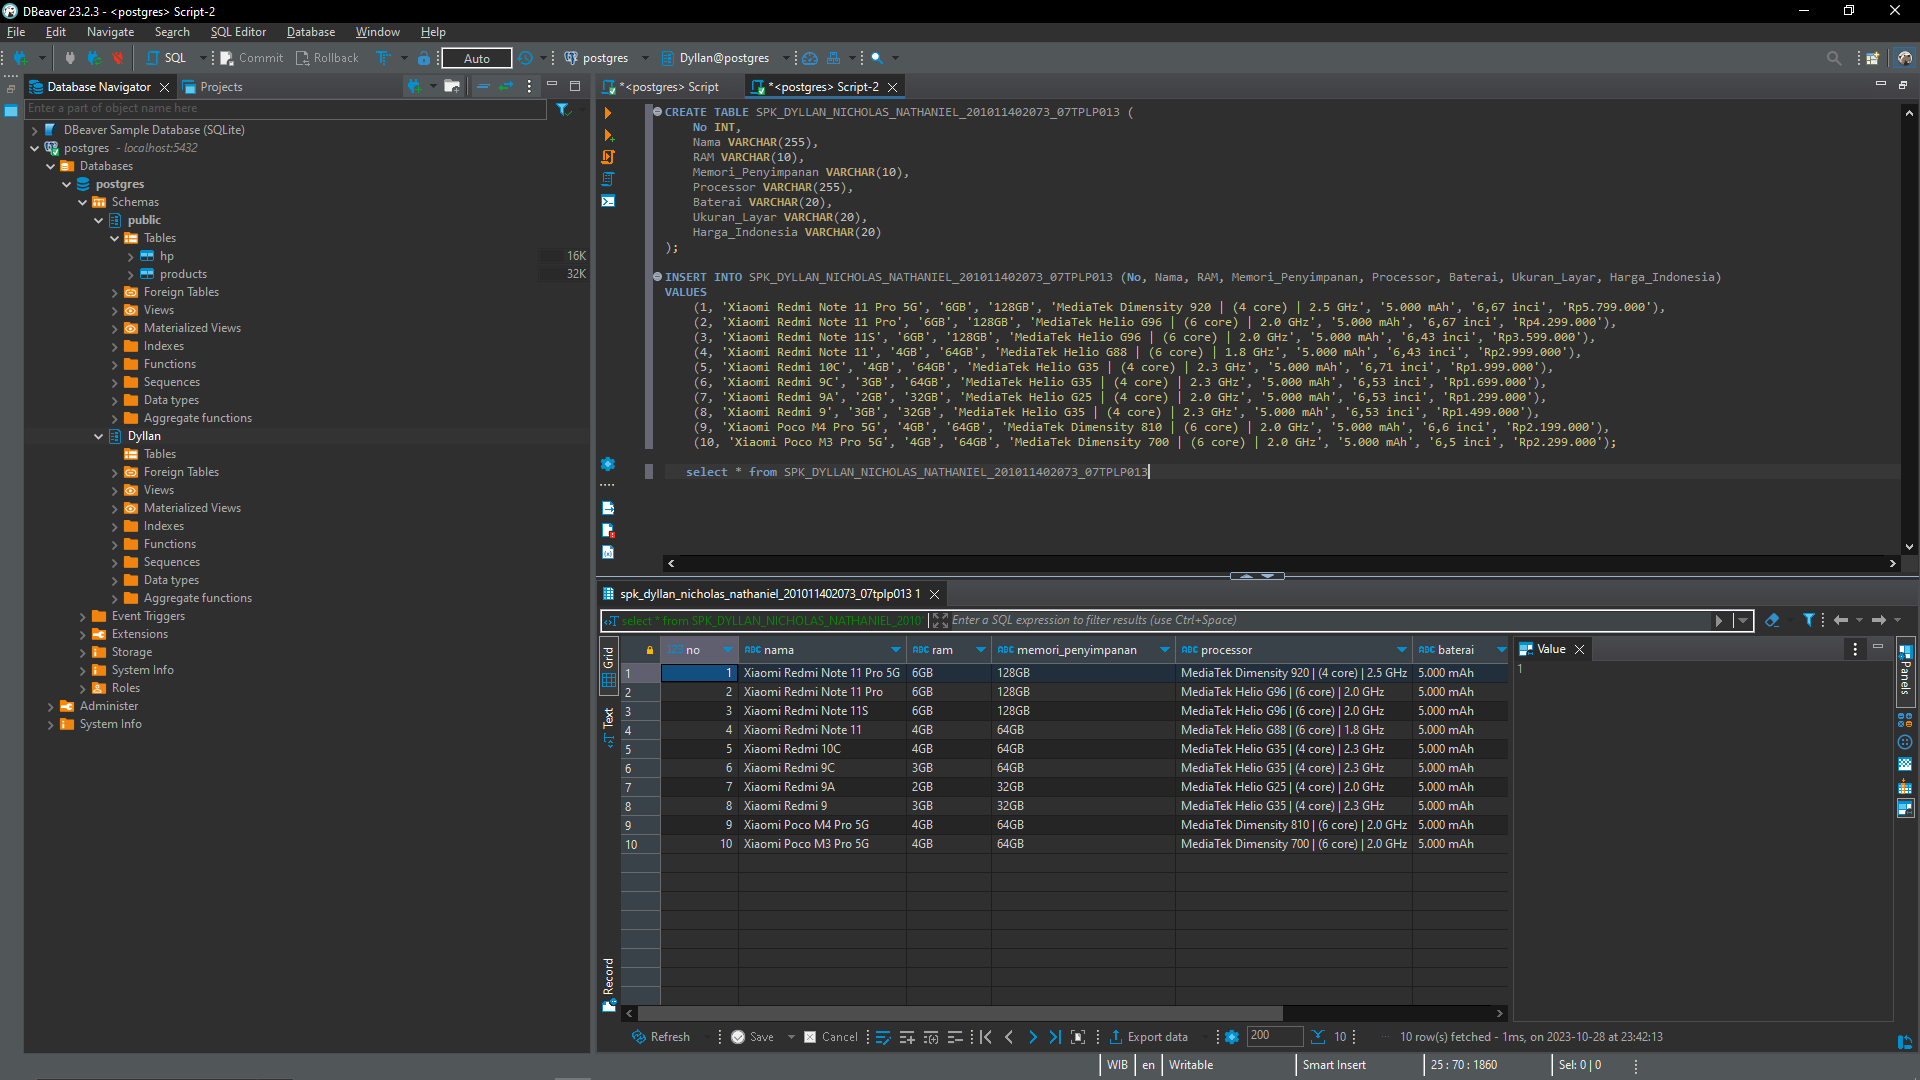 DBeaver 23.2.3 - <postgres> Script-2
File Edit Navigate Search SQL Editor Database Window Help
SQL Commit Rollback Auto postgres Dyllan@postgres
Database Navigator Projects
Enter a part of object name here
DBeaver Sample Database (SQLite)
postgres - localhost:5432
Databases
postgres
Schemas
public
Tables
hp 16K
products 32K
Foreign Tables
Views
Materialized Views
Indexes
Functions
Sequences
Data types
Aggregate functions
Dyllan
Tables
Foreign Tables
Views
Materialized Views
Indexes
Functions
Sequences
Data types
Aggregate functions
Event Triggers
Extensions
Storage
System Info
Roles
Administer
System Info
*<postgres> Script *<postgres> Script-2
CREATE TABLE SPK_DYLLAN_NICHOLAS_NATHANIEL_201011402073_07TPLP013 (
No INT,
Nama VARCHAR(255),
RAM VARCHAR(10),
Memori_Penyimpanan VARCHAR(10),
Processor VARCHAR(255),
Baterai VARCHAR(20),
Ukuran_Layar VARCHAR(20),
Harga_Indonesia VARCHAR(20)
);
INSERT INTO SPK_DYLLAN_NICHOLAS_NATHANIEL_201011402073_07TPLP013 (No, Nama, RAM, Memori_Penyimpanan, Processor, Baterai, Ukuran_Layar, Harga_Indonesia)
VALUES
(1, 'Xiaomi Redmi Note 11 Pro 5G', '6GB', '128GB', 'MediaTek Dimensity 920 | (4 core) | 2.5 GHz', '5.000 mAh', '6,67 inci', 'Rp5.799.000'),
(2, 'Xiaomi Redmi Note 11 Pro', '6GB', '128GB', 'MediaTek Helio G96 | (6 core) | 2.0 GHz', '5.000 mAh', '6,67 inci', 'Rp4.299.000'),
(3, 'Xiaomi Redmi Note 11S', '6GB', '128GB', 'MediaTek Helio G96 | (6 core) | 2.0 GHz', '5.000 mAh', '6,43 inci', 'Rp3.599.000'),
(4, 'Xiaomi Redmi Note 11', '4GB', '64GB', 'MediaTek Helio G88 | (6 core) | 1.8 GHz', '5.000 mAh', '6,43 inci', 'Rp2.999.000'),
(5, 'Xiaomi Redmi 10C', '4GB', '64GB', 'MediaTek Helio G35 | (4 core) | 2.3 GHz', '5.000 mAh', '6,71 inci', 'Rp1.999.000'),
(6, 'Xiaomi Redmi 9C', '3GB', '64GB', 'MediaTek Helio G35 | (4 core) | 2.3 GHz', '5.000 mAh', '6,53 inci', 'Rp1.699.000'),
(7, 'Xiaomi Redmi 9A', '2GB', '32GB', 'MediaTek Helio G25 | (4 core) | 2.0 GHz', '5.000 mAh', '6,53 inci', 'Rp1.299.000'),
(8, 'Xiaomi Redmi 9', '3GB', '32GB', 'MediaTek Helio G35 | (4 core) | 2.3 GHz', '5.000 mAh', '6,53 inci', 'Rp1.499.000'),
(9, 'Xiaomi Poco M4 Pro 5G', '4GB', '64GB', 'MediaTek Dimensity 810 | (6 core) | 2.0 GHz', '5.000 mAh', '6,6 inci', 'Rp2.199.000'),
(10, 'Xiaomi Poco M3 Pro 5G', '4GB', '64GB', 'MediaTek Dimensity 700 | (6 core) | 2.0 GHz', '5.000 mAh', '6,5 inci', 'Rp2.299.000');
select * from SPK_DYLLAN_NICHOLAS_NATHANIEL_201011402073_07TPLP013
spk_dyllan_nicholas_nathaniel_201011402073_07tplp013 1
select * from SPK_DYLLAN_NICHOLAS_NATHANIEL_2010 Enter a SQL expression to filter results (use Ctrl+Space)
Grid
Text
Record
123 no ABC nama ABC ram ABC memori_penyimpanan ABC processor ABC baterai
1 1 Xiaomi Redmi Note 11 Pro 5G 6GB 128GB MediaTek Dimensity 920 | (4 core) | 2.5 GHz 5.000 mAh
2 2 Xiaomi Redmi Note 11 Pro 6GB 128GB MediaTek Helio G96 | (6 core) | 2.0 GHz 5.000 mAh
3 3 Xiaomi Redmi Note 11S 6GB 128GB MediaTek Helio G96 | (6 core) | 2.0 GHz 5.000 mAh
4 4 Xiaomi Redmi Note 11 4GB 64GB MediaTek Helio G88 | (6 core) | 1.8 GHz 5.000 mAh
5 5 Xiaomi Redmi 10C 4GB 64GB MediaTek Helio G35 | (4 core) | 2.3 GHz 5.000 mAh
6 6 Xiaomi Redmi 9C 3GB 64GB MediaTek Helio G35 | (4 core) | 2.3 GHz 5.000 mAh
7 7 Xiaomi Redmi 9A 2GB 32GB MediaTek Helio G25 | (4 core) | 2.0 GHz 5.000 mAh
8 8 Xiaomi Redmi 9 3GB 32GB MediaTek Helio G35 | (4 core) | 2.3 GHz 5.000 mAh
9 9 Xiaomi Poco M4 Pro 5G 4GB 64GB MediaTek Dimensity 810 | (6 core) | 2.0 GHz 5.000 mAh
10 10 Xiaomi Poco M3 Pro 5G 4GB 64GB MediaTek Dimensity 700 | (6 core) | 2.0 GHz 5.000 mAh
Value
1
Panels
Refresh Save Cancel Export data 200 10 10 row(s) fetched - 1ms, on 2023-10-28 at 23:42:13
WIB en Writable Smart Insert 25 : 70 : 1860 Sel: 0 | 0